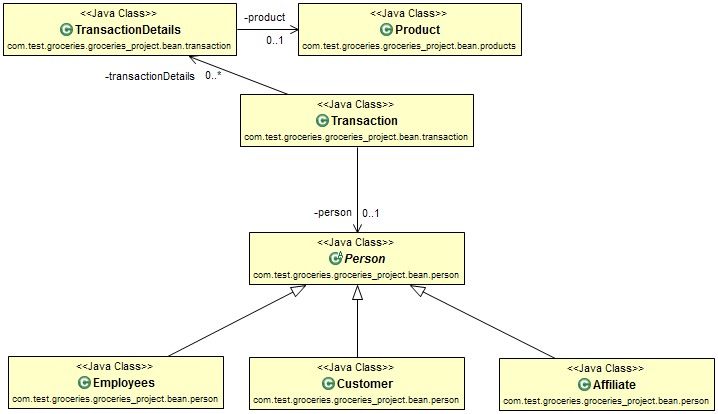 <<Java Class>>
TransactionDetails
com.test.groceries.groceries_project.bean.transaction
-product
0..1
<<Java Class>>
Product
com.test.groceries.groceries_project.bean.products
-transactionDetails
0..*
<<Java Class>>
Transaction
com.test.groceries.groceries_project.bean.transaction
-person
0..1
<<Java Class>>
Person
com.test.groceries.groceries_project.bean.person
<<Java Class>>
Employees
com.test.groceries.groceries_project.bean.person
<<Java Class>>
Customer
com.test.groceries.groceries_project.bean.person
<<Java Class>>
Affiliate
com.test.groceries.groceries_project.bean.person